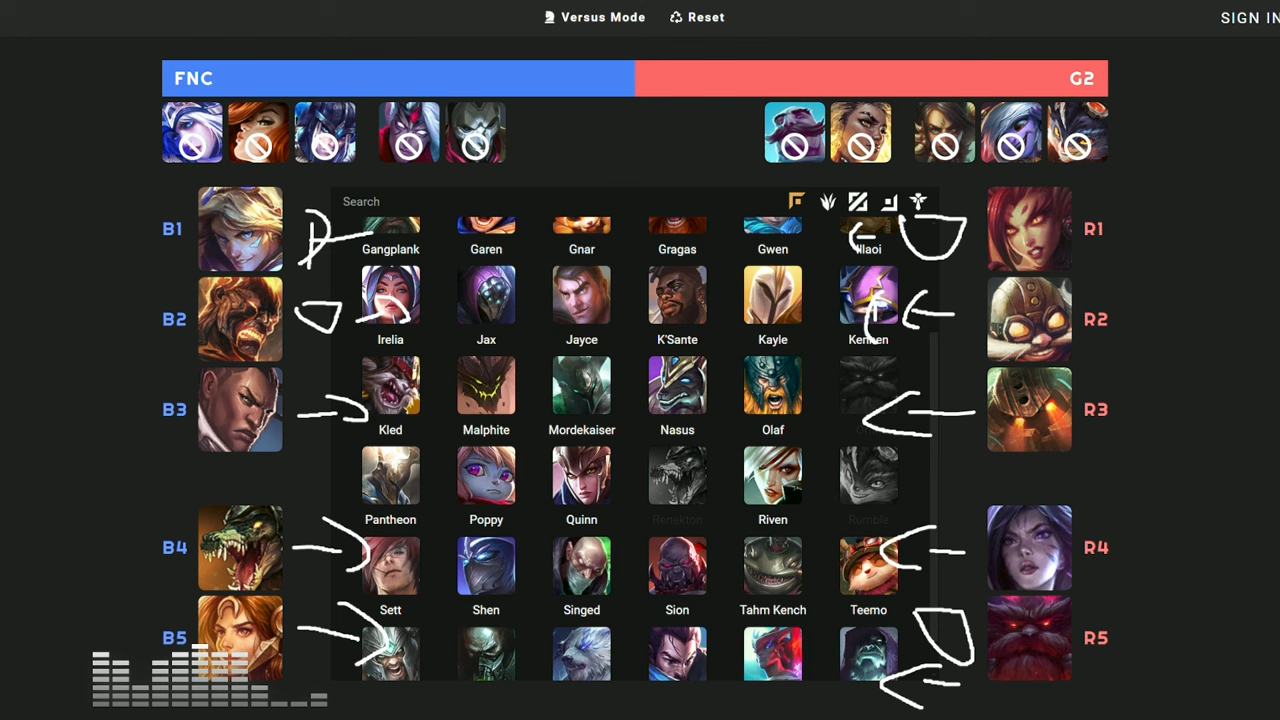 Versus Mode Reset SIGN IN
FNC G2
Search
B1 R1
Gangplank Garen Gnar Gragas Gwen Illaoi
B2 R2
Irelia Jax Jayce K'Sante Kayle Kennen
B3 R3
Kled Malphite Mordekaiser Nasus Olaf
Pantheon Poppy Quinn Renekton Riven Rumble
B4 R4
Sett Shen Singed Sion Tahm Kench Teemo
B5 R5